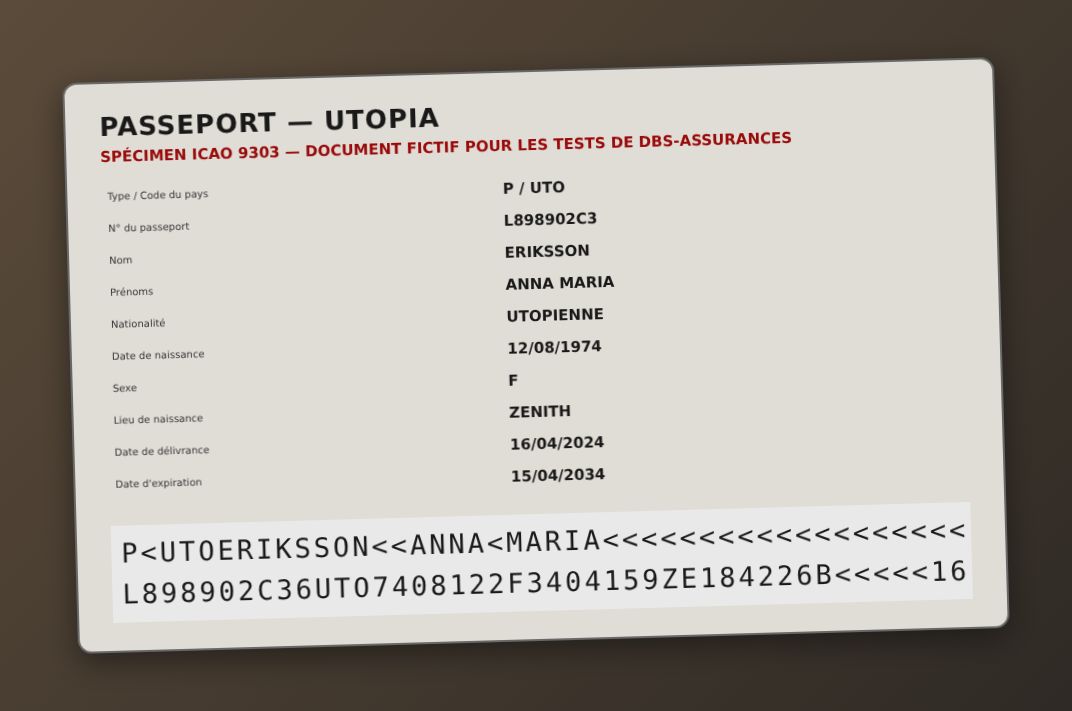 PASSEPORT — UTOPIA
SPÉCIMEN ICAO 9303 — DOCUMENT FICTIF POUR LES TESTS DE DBS-ASSURANCES
Type / Code du pays P / UTO
N° du passeport L898902C3
Nom ERIKSSON
Prénoms ANNA MARIA
Nationalité UTOPIENNE
Date de naissance 12/08/1974
Sexe F
Lieu de naissance ZENITH
Date de délivrance 16/04/2024
Date d'expiration 15/04/2034
P<UTOERIKSSON<<ANNA<MARIA<<<<<<<<<<<<<<<<<<<
L898902C36UTO7408122F3404159ZE184226B<<<<<16